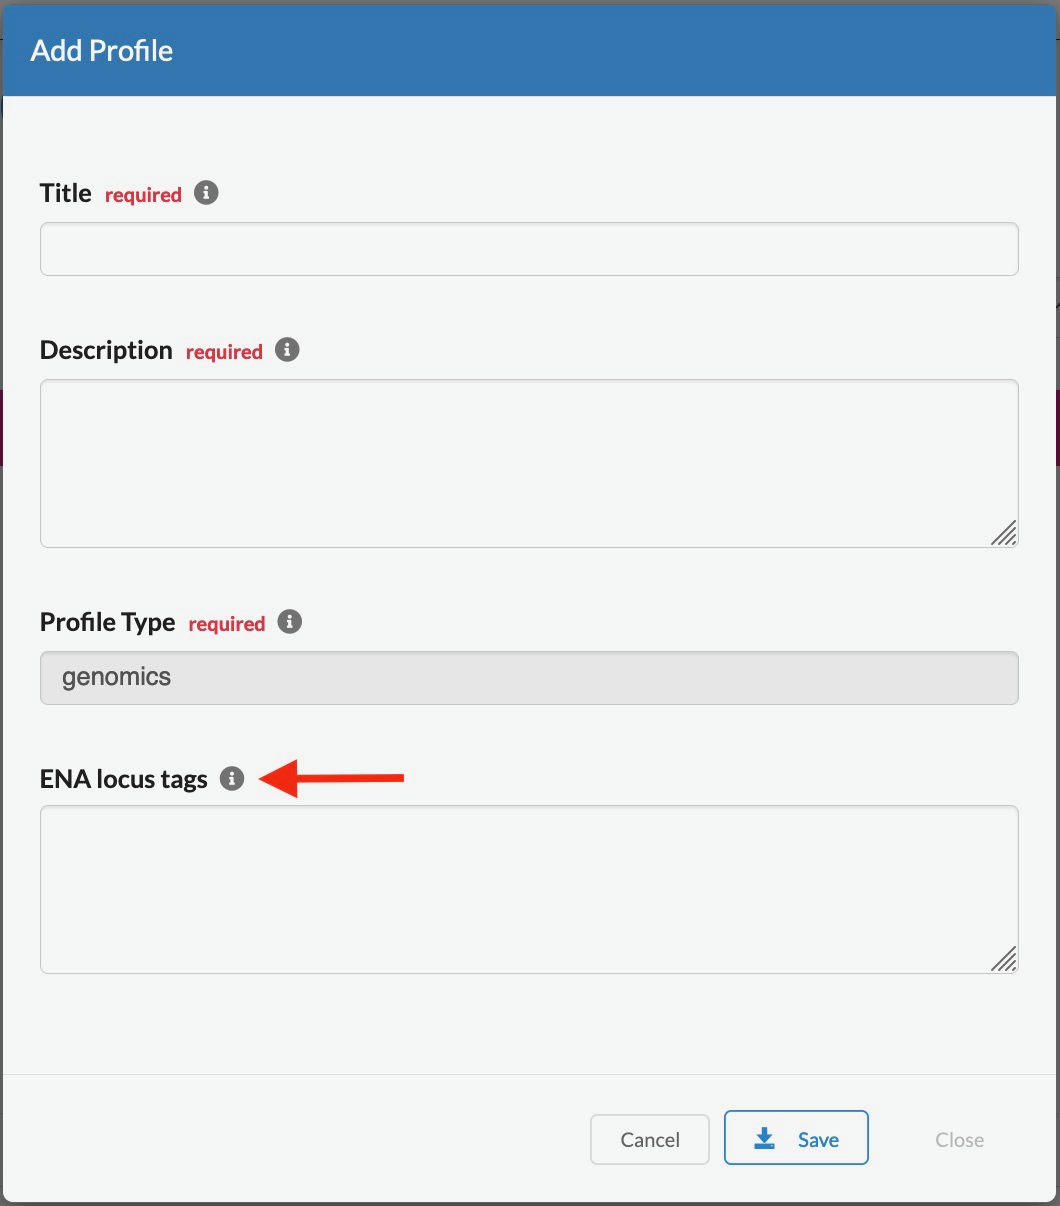 Add Profile
Title required
Description required
Profile Type required
genomics
ENA locus tags
Cancel Save Close